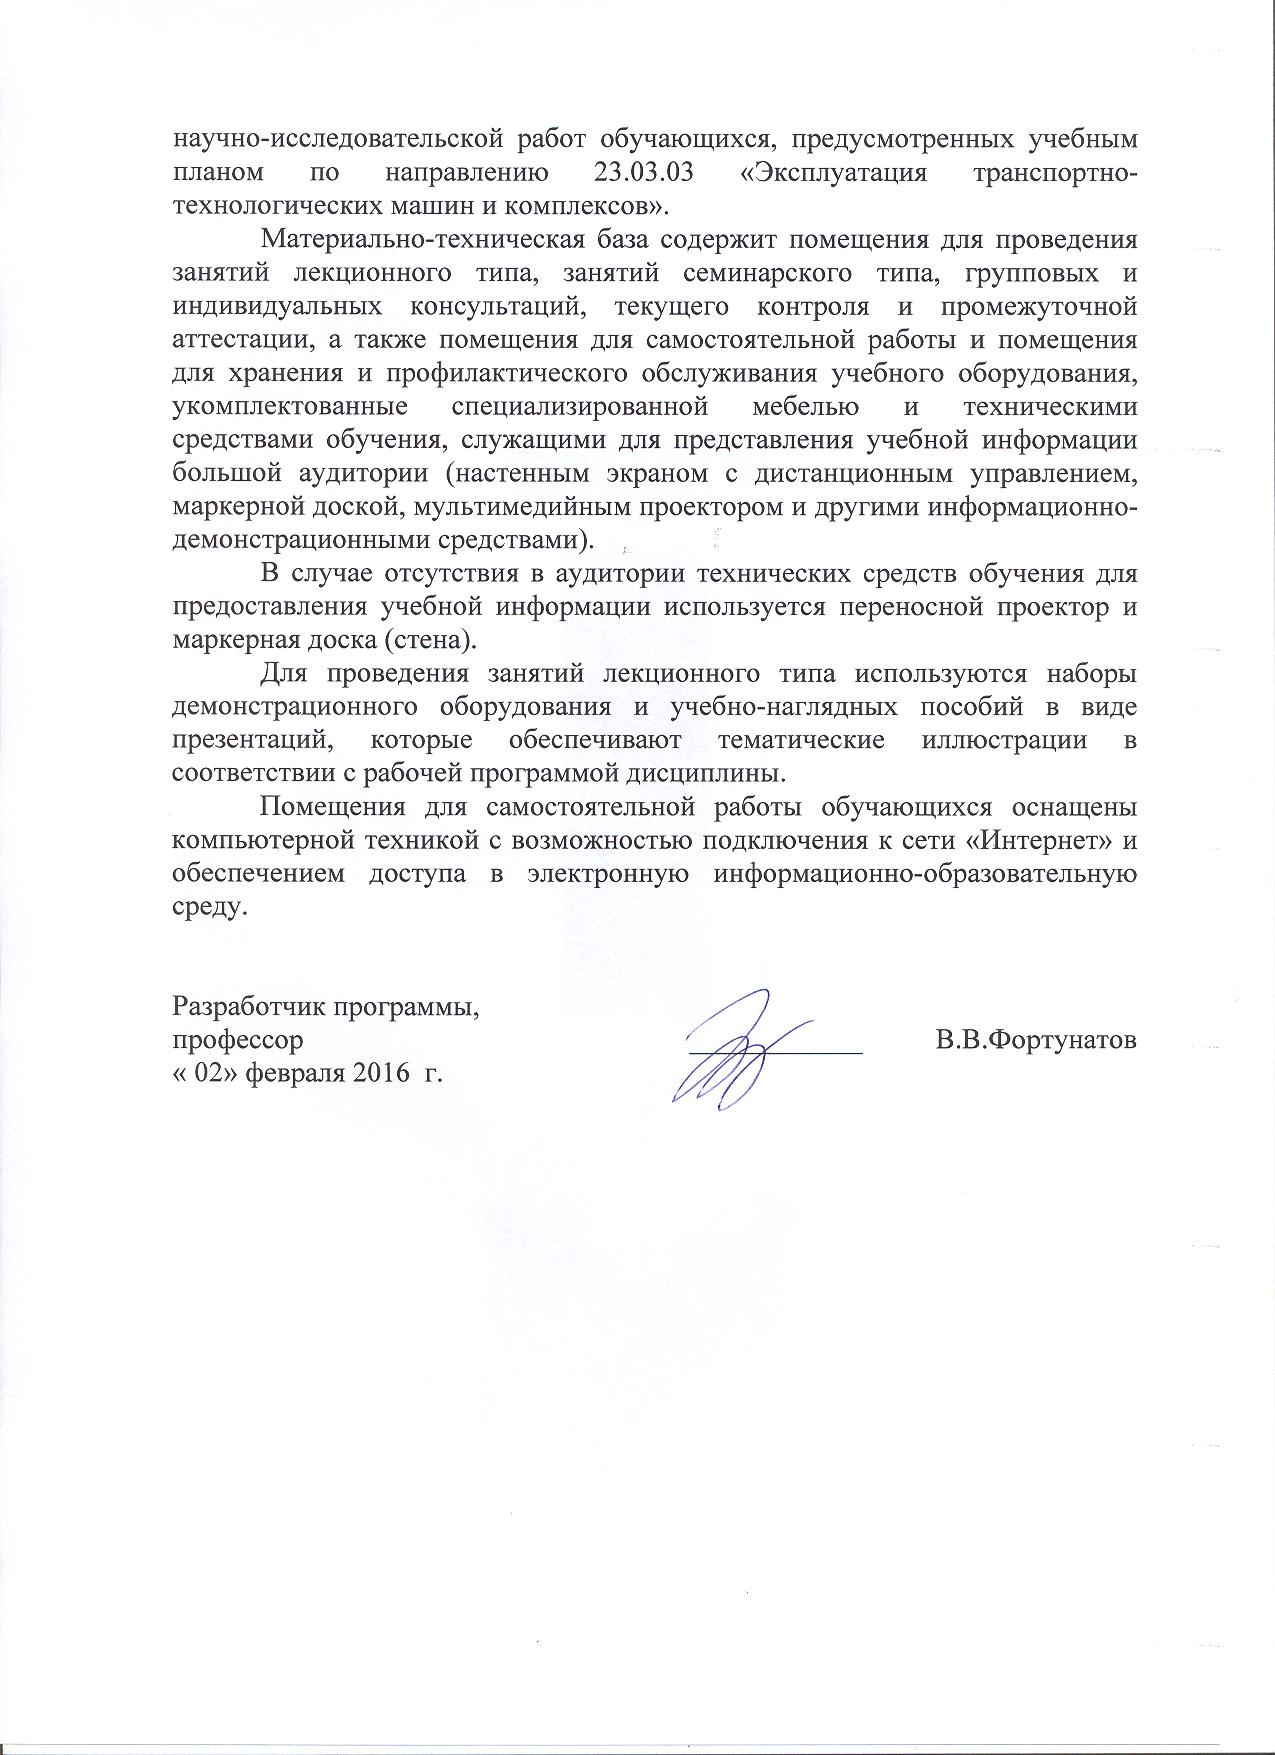 научно-исследовательской работ обучающихся, предусмотренных учебным
планом по направлению 23.03.03 «Эксплуатация транспортно-
технологических машин и комплексов».
Материально-техническая база содержит помещения для проведения
занятий лекционного типа, занятий семинарского типа, групповых и
индивидуальных консультаций, текущего контроля и промежуточной
аттестации, а также помещения для самостоятельной работы и помещения
для хранения и профилактического обслуживания учебного оборудования,
укомплектованные специализированной мебелью и техническими
средствами обучения, служащими для представления учебной информации
большой аудитории (настенным экраном с дистанционным управлением,
маркерной доской, мультимедийным проектором и другими информационно-
демонстрационными средствами).
В случае отсутствия в аудитории технических средств обучения для
предоставления учебной информации используется переносной проектор и
маркерная доска (стена).
Для проведения занятий лекционного типа используются наборы
демонстрационного оборудования и учебно-наглядных пособий в виде
презентаций, которые обеспечивают тематические иллюстрации в
соответствии с рабочей программой дисциплины.
Помещения для самостоятельной работы обучающихся оснащены
компьютерной техникой с возможностью подключения к сети «Интернет» и
обеспечением доступа в электронную информационно-образовательную
среду.
Разработчик программы,
профессор В.В.Фортунатов
« 02» февраля 2016 г.